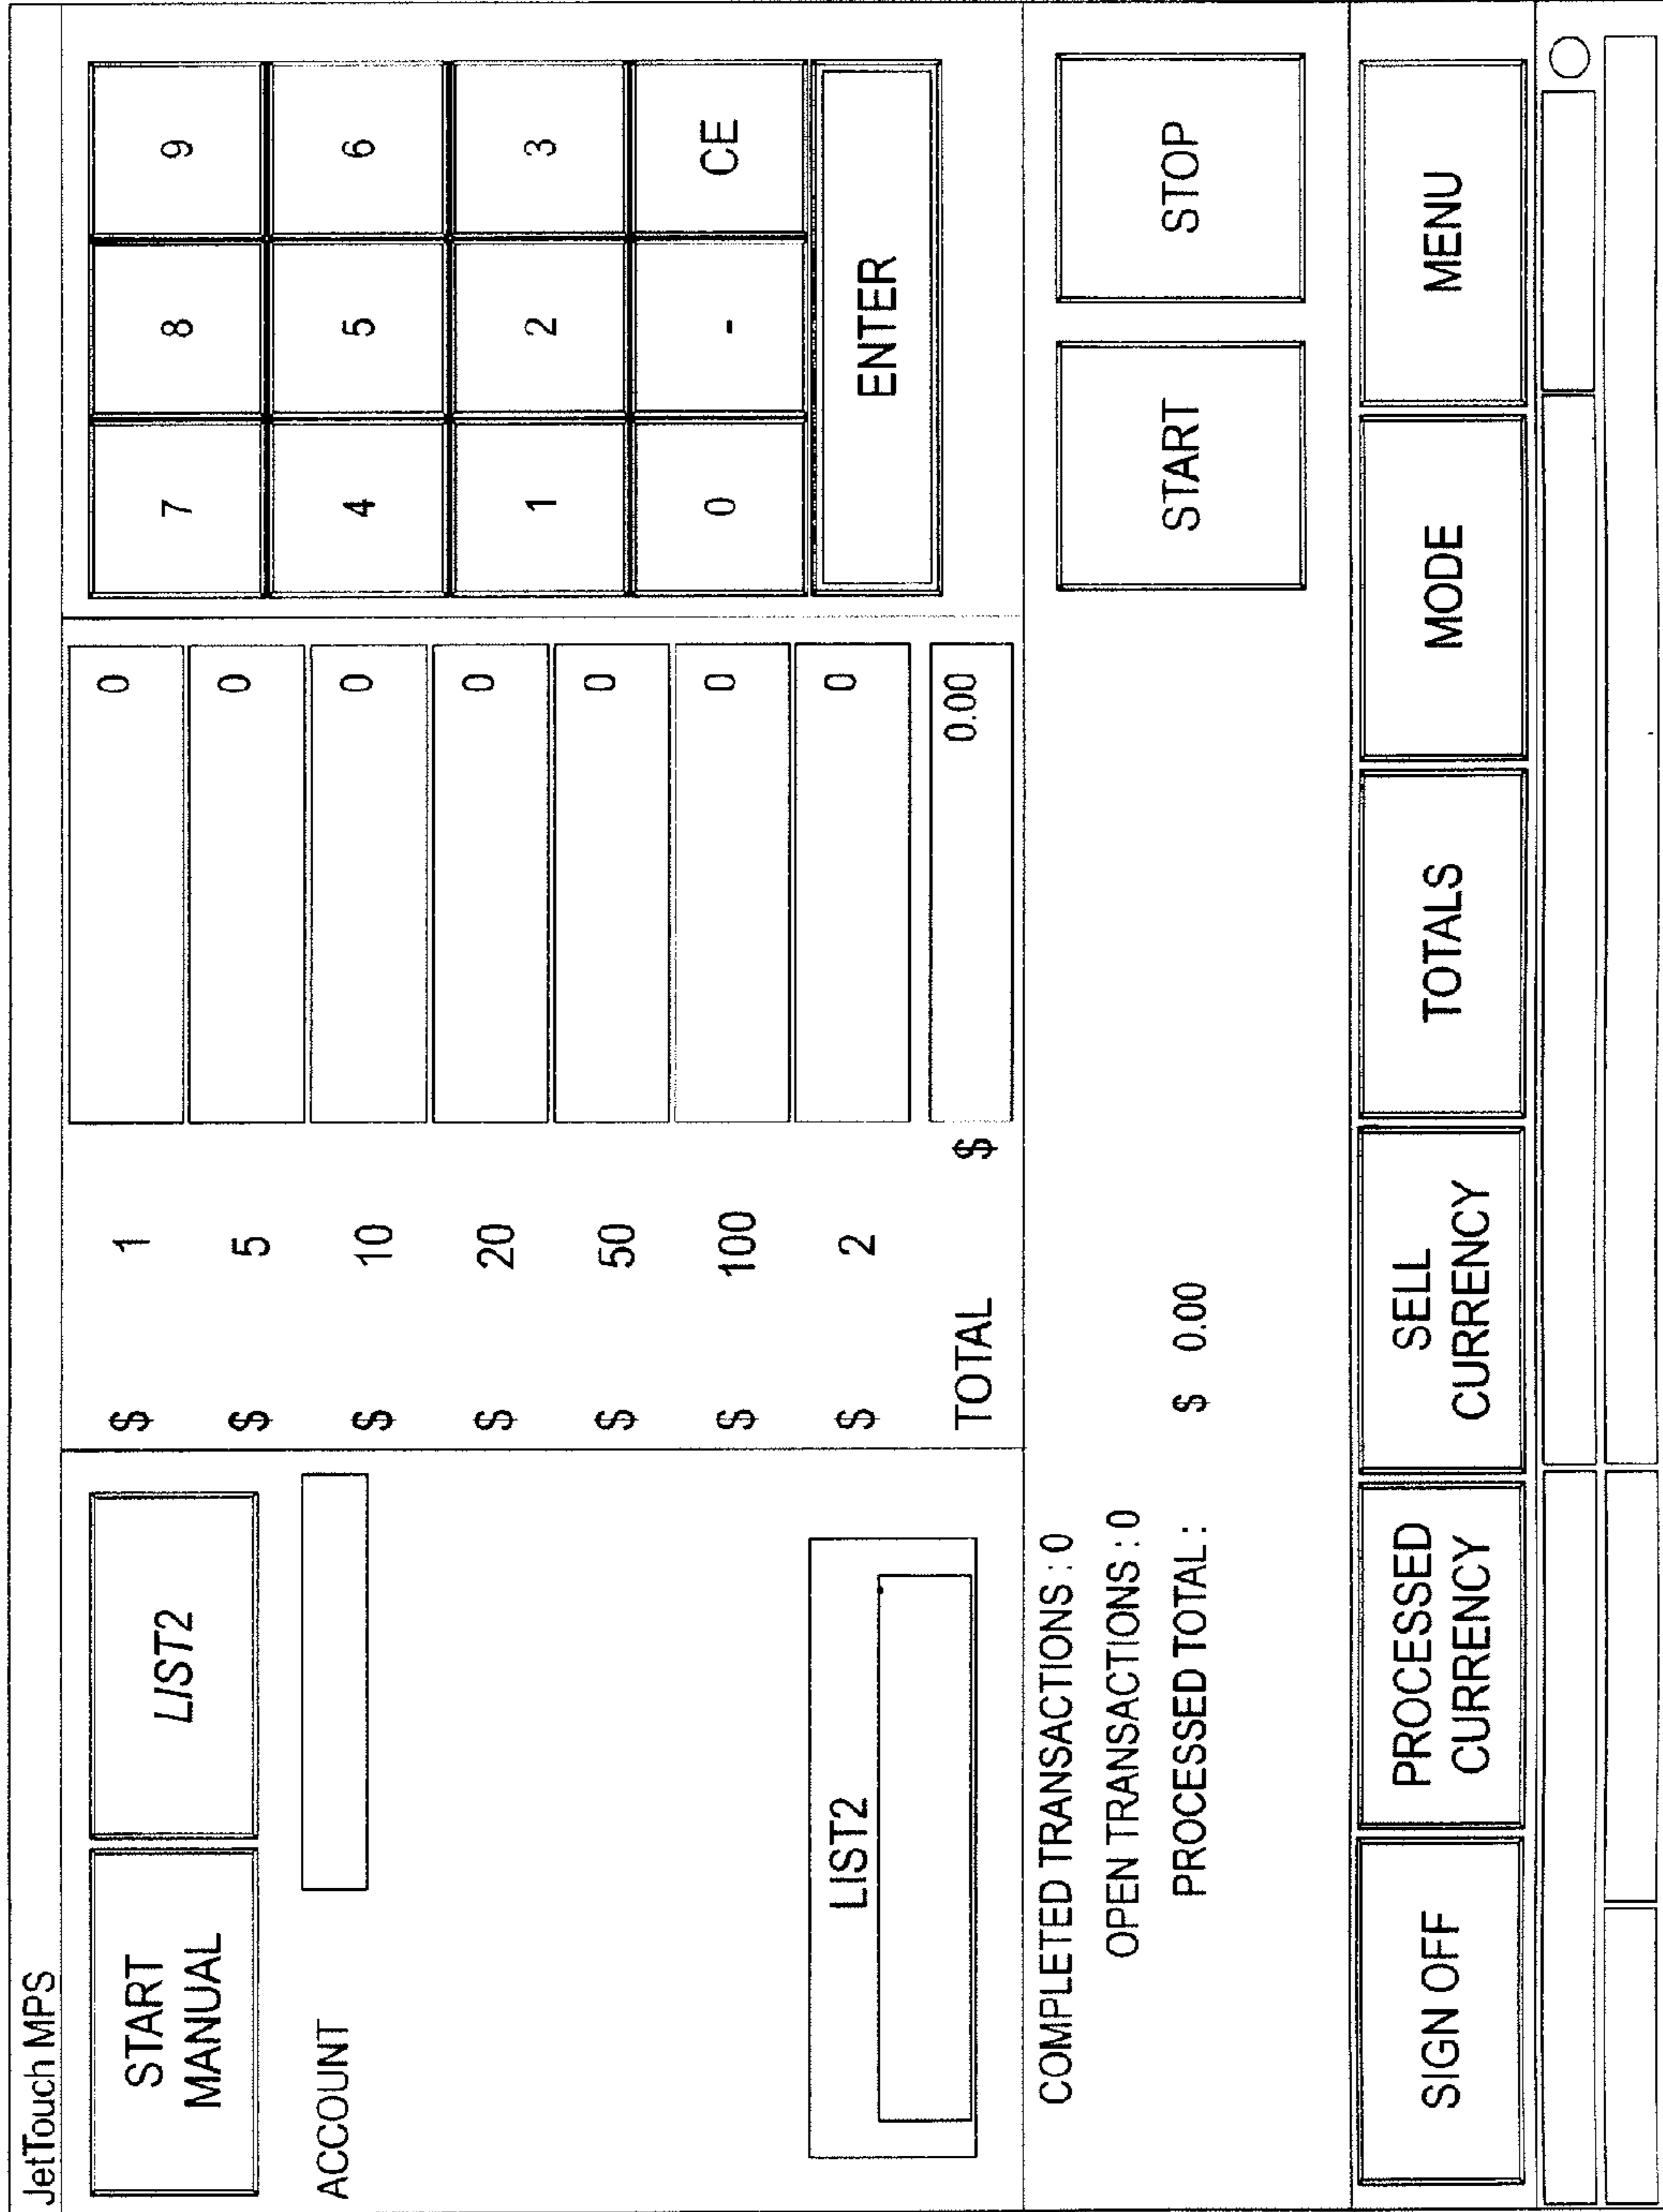 JetTouch MPS
START
MANUAL
LIST2
ACCOUNT
LIST2
$ 1 0
$ 5 0
$ 10 0
$ 20 0
$ 50 0
$ 100 0
$ 2 0
TOTAL $ 0.00
7 8 9
4 5 6
1 2 3
0 - CE
ENTER
COMPLETED TRANSACTIONS : 0
OPEN TRANSACTIONS : 0
PROCESSED TOTAL : $ 0.00
START
STOP
SIGN OFF
PROCESSED
CURRENCY
SELL
CURRENCY
TOTALS
MODE
MENU